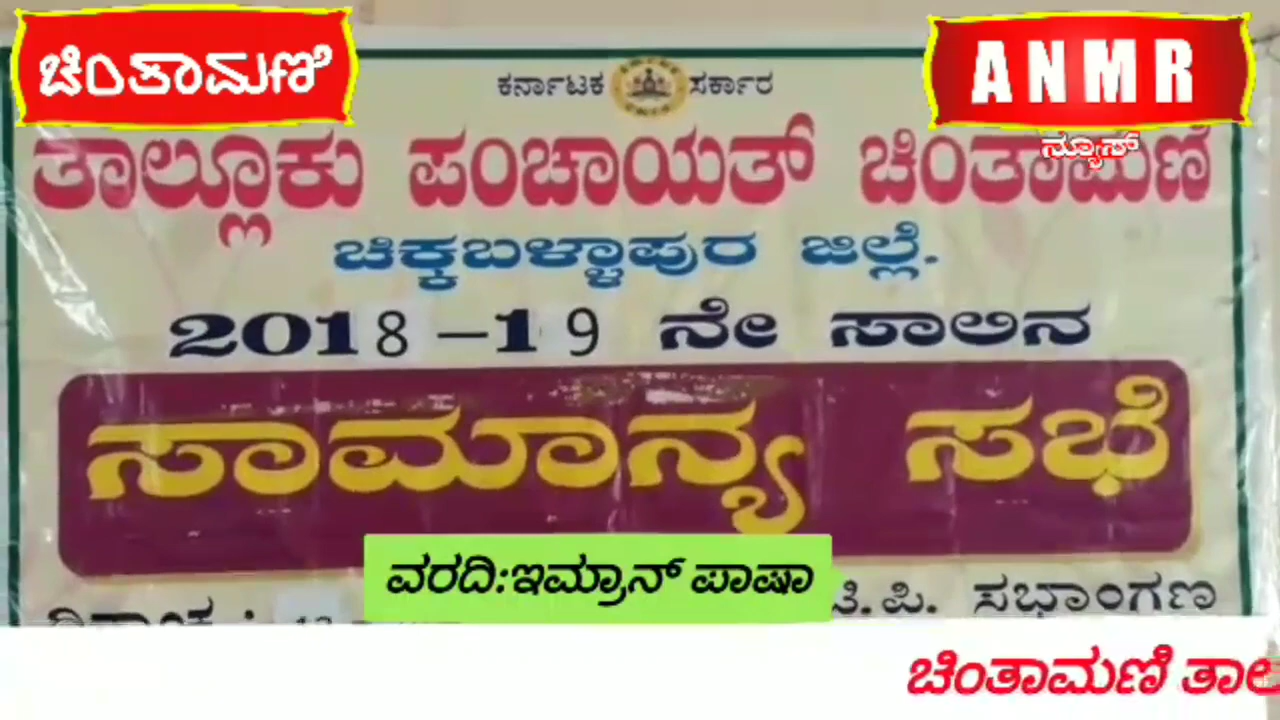 ಚಿಂತಾಮಣಿ
ANMR
ನ್ಯೂಸ್
ಕರ್ನಾಟಕ ಸರ್ಕಾರ
ತಾಲ್ಲೂಕು ಪಂಚಾಯತ್ ಚಿಂತಾಮಣಿ
ಚಿಕ್ಕಬಳ್ಳಾಪುರ ಜಿಲ್ಲೆ.
2018-19 ನೇ ಸಾಲಿನ
ಸಾಮಾನ್ಯ ಸಭೆ
ವರದಿ:ಇಮ್ರಾನ್ ಪಾಷಾ
ಸಭಾಂಗಣ
ಚಿಂತಾಮಣಿ